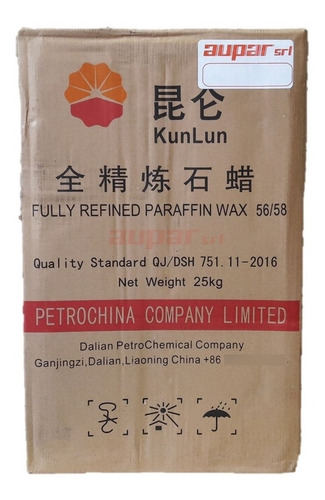 aupar srl
昆仑
KunLun
全精炼石蜡
FULLY REFINED PARAFFIN WAX 56/58
aupar srl
Quality Standard QJ/DSH 751.11-2016
Net Weight 25kg
PETROCHINA COMPANY LIMITED
Dalian PetroChemical Company
Ganjingzi,Dalian,Liaoning China +86